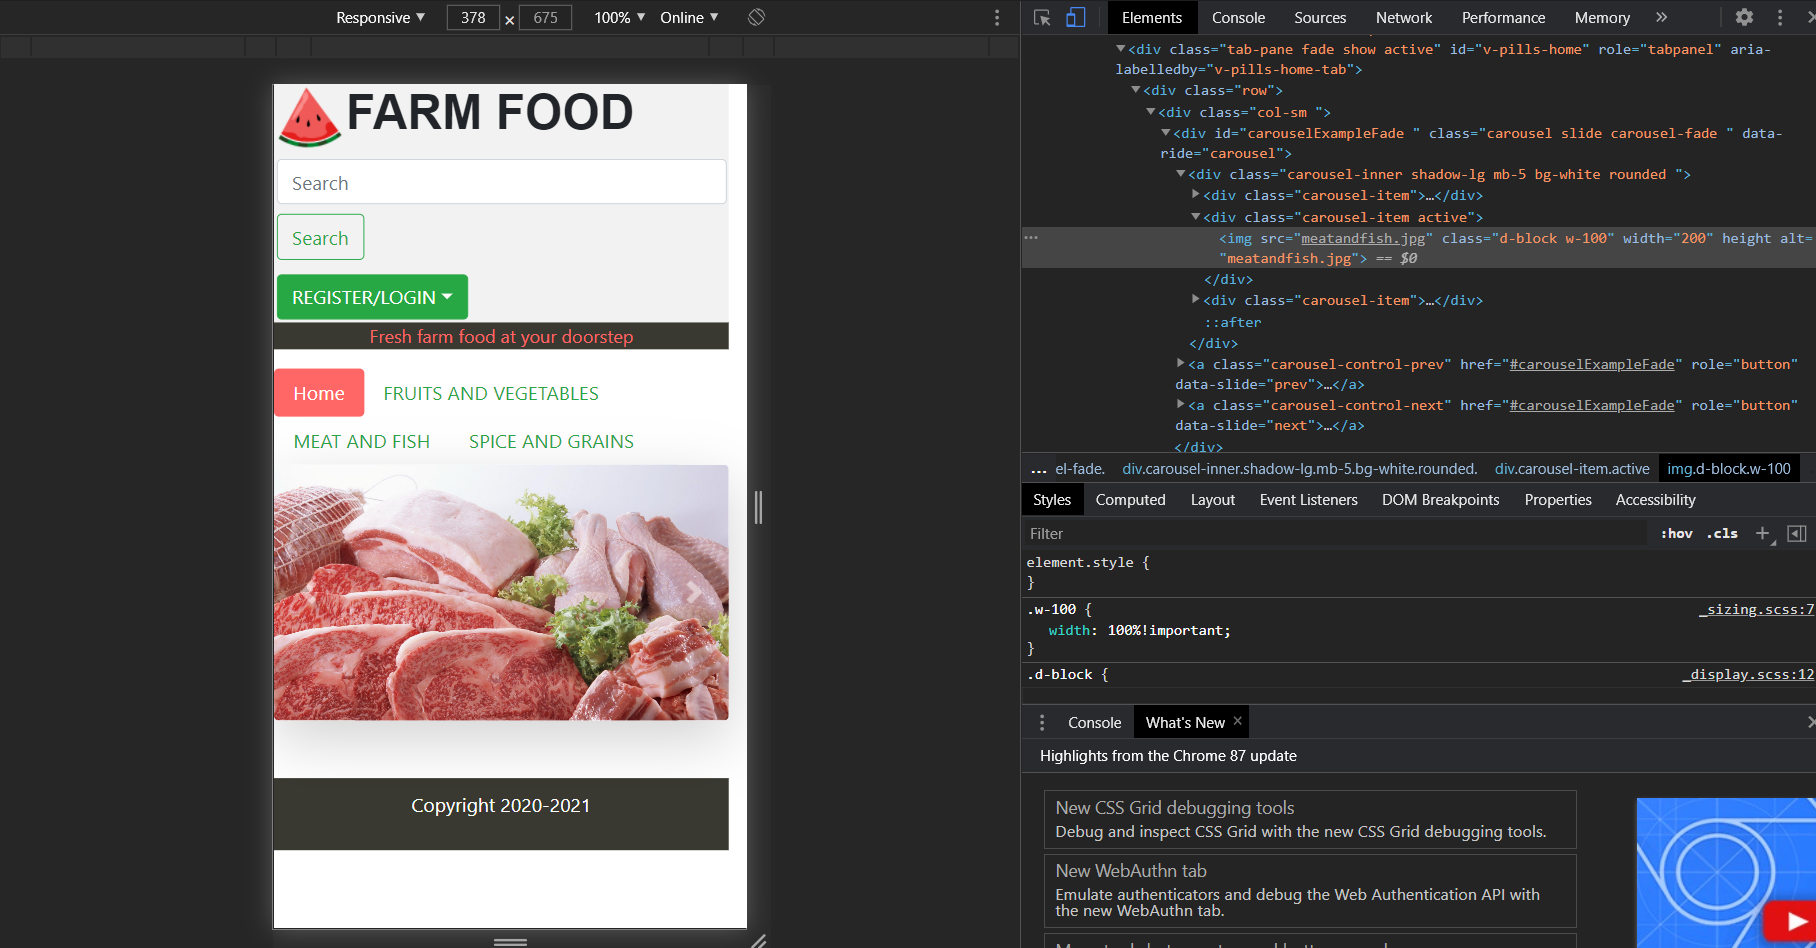 Responsive ▼ 378 × 675 100% ▼ Online ▼
FARM FOOD
Search
Search
REGISTER/LOGIN
Fresh farm food at your doorstep
Home FRUITS AND VEGETABLES
MEAT AND FISH SPICE AND GRAINS
Copyright 2020-2021
Elements Console Sources Network Performance Memory »
<div class="tab-pane fade show active" id="v-pills-home" role="tabpanel" aria-
labelledby="v-pills-home-tab">
<div class="row">
<div class="col-sm ">
<div id="carouselExampleFade " class="carousel slide carousel-fade " data-
ride="carousel">
<div class="carousel-inner shadow-lg mb-5 bg-white rounded ">
<div class="carousel-item">…</div>
<div class="carousel-item active">
<img src="meatandfish.jpg" class="d-block w-100" width="200" height alt=
"meatandfish.jpg"> == $0
</div>
<div class="carousel-item">…</div>
::after
</div>
<a class="carousel-control-prev" href="#carouselExampleFade" role="button"
data-slide="prev">…</a>
<a class="carousel-control-next" href="#carouselExampleFade" role="button"
data-slide="next">…</a>
</div>
... el-fade. div.carousel-inner.shadow-lg.mb-5.bg-white.rounded. div.carousel-item.active img.d-block.w-100
Styles Computed Layout Event Listeners DOM Breakpoints Properties Accessibility
Filter :hov .cls +
element.style {
}
.w-100 { _sizing.scss:7
width: 100%!important;
}
.d-block { _display.scss:12
Console What's New ×
Highlights from the Chrome 87 update
New CSS Grid debugging tools
Debug and inspect CSS Grid with the new CSS Grid debugging tools.
New WebAuthn tab
Emulate authenticators and debug the Web Authentication API with
the new WebAuthn tab.